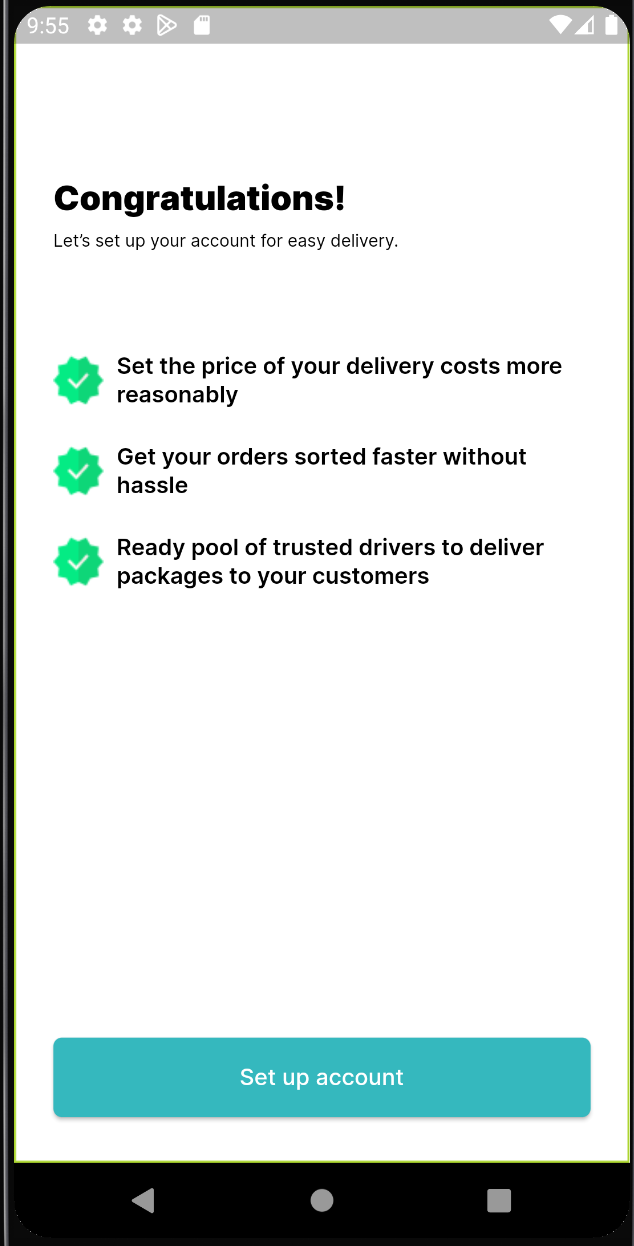 9:55
Congratulations!
Let’s set up your account for easy delivery.
Set the price of your delivery costs more
reasonably
Get your orders sorted faster without
hassle
Ready pool of trusted drivers to deliver
packages to your customers
Set up account